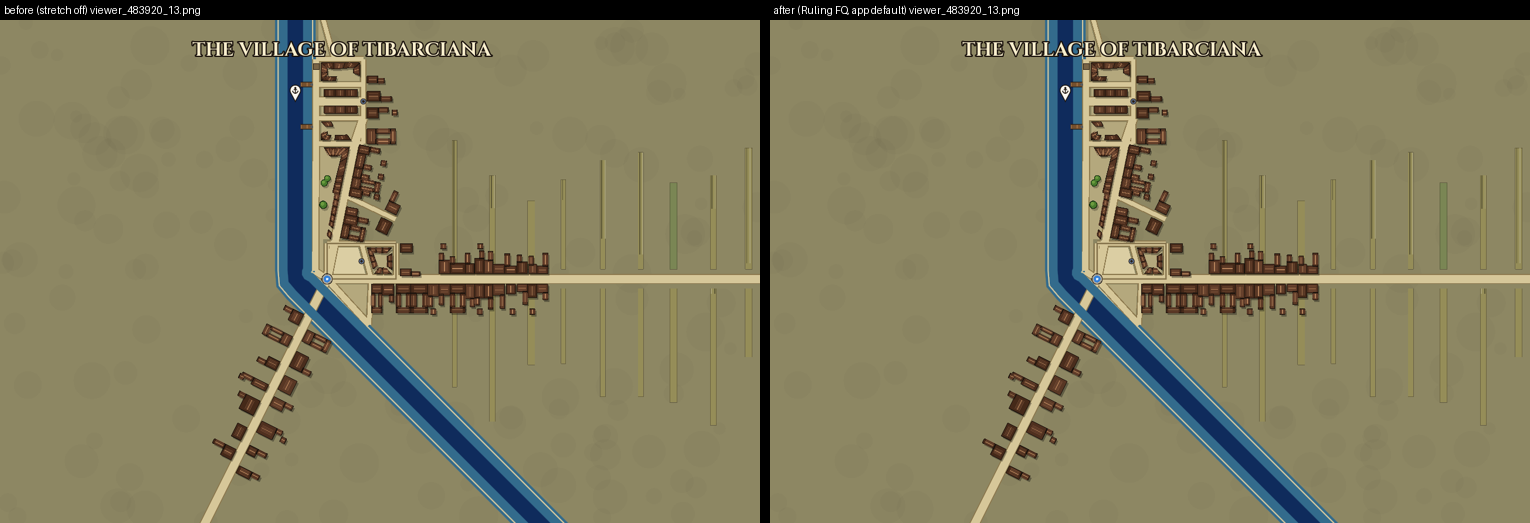 before (stretch off) viewer_483920_13.png
after (Ruling FQ, app default) viewer_483920_13.png
THE VILLAGE OF TIBARCIANA
THE VILLAGE OF TIBARCIANA